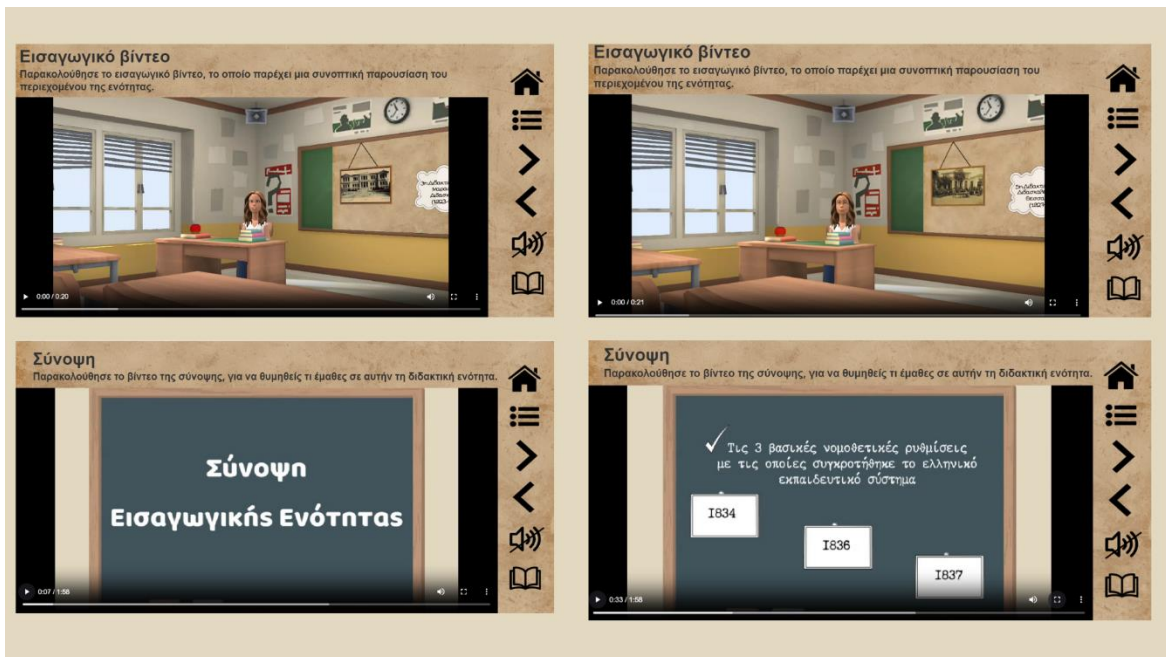 Εισαγωγικό βίντεο
Παρακολούθησε το εισαγωγικό βίντεο, το οποίο παρέχει μια συνοπτική παρουσίαση του
περιεχομένου της ενότητας.
0:00 / 0:20
Εισαγωγικό βίντεο
Παρακολούθησε το εισαγωγικό βίντεο, το οποίο παρέχει μια συνοπτική παρουσίαση του
περιεχομένου της ενότητας.
0:00 / 0:21
Σύνοψη
Παρακολούθησε το βίντεο της σύνοψης, για να θυμηθείς τι έμαθες σε αυτήν τη διδακτική ενότητα.
Σύνοψη
Εισαγωγικής Ενότητας
0:07 / 1:58
Σύνοψη
Παρακολούθησε το βίντεο της σύνοψης, για να θυμηθείς τι έμαθες σε αυτήν τη διδακτική ενότητα.
Τις 3 βασικές νομοθετικές ρυθμίσεις
με τις οποίες συγκροτήθηκε το ελληνικό
εκπαιδευτικό σύστημα
1834
1836
1837
0:33 / 1:58